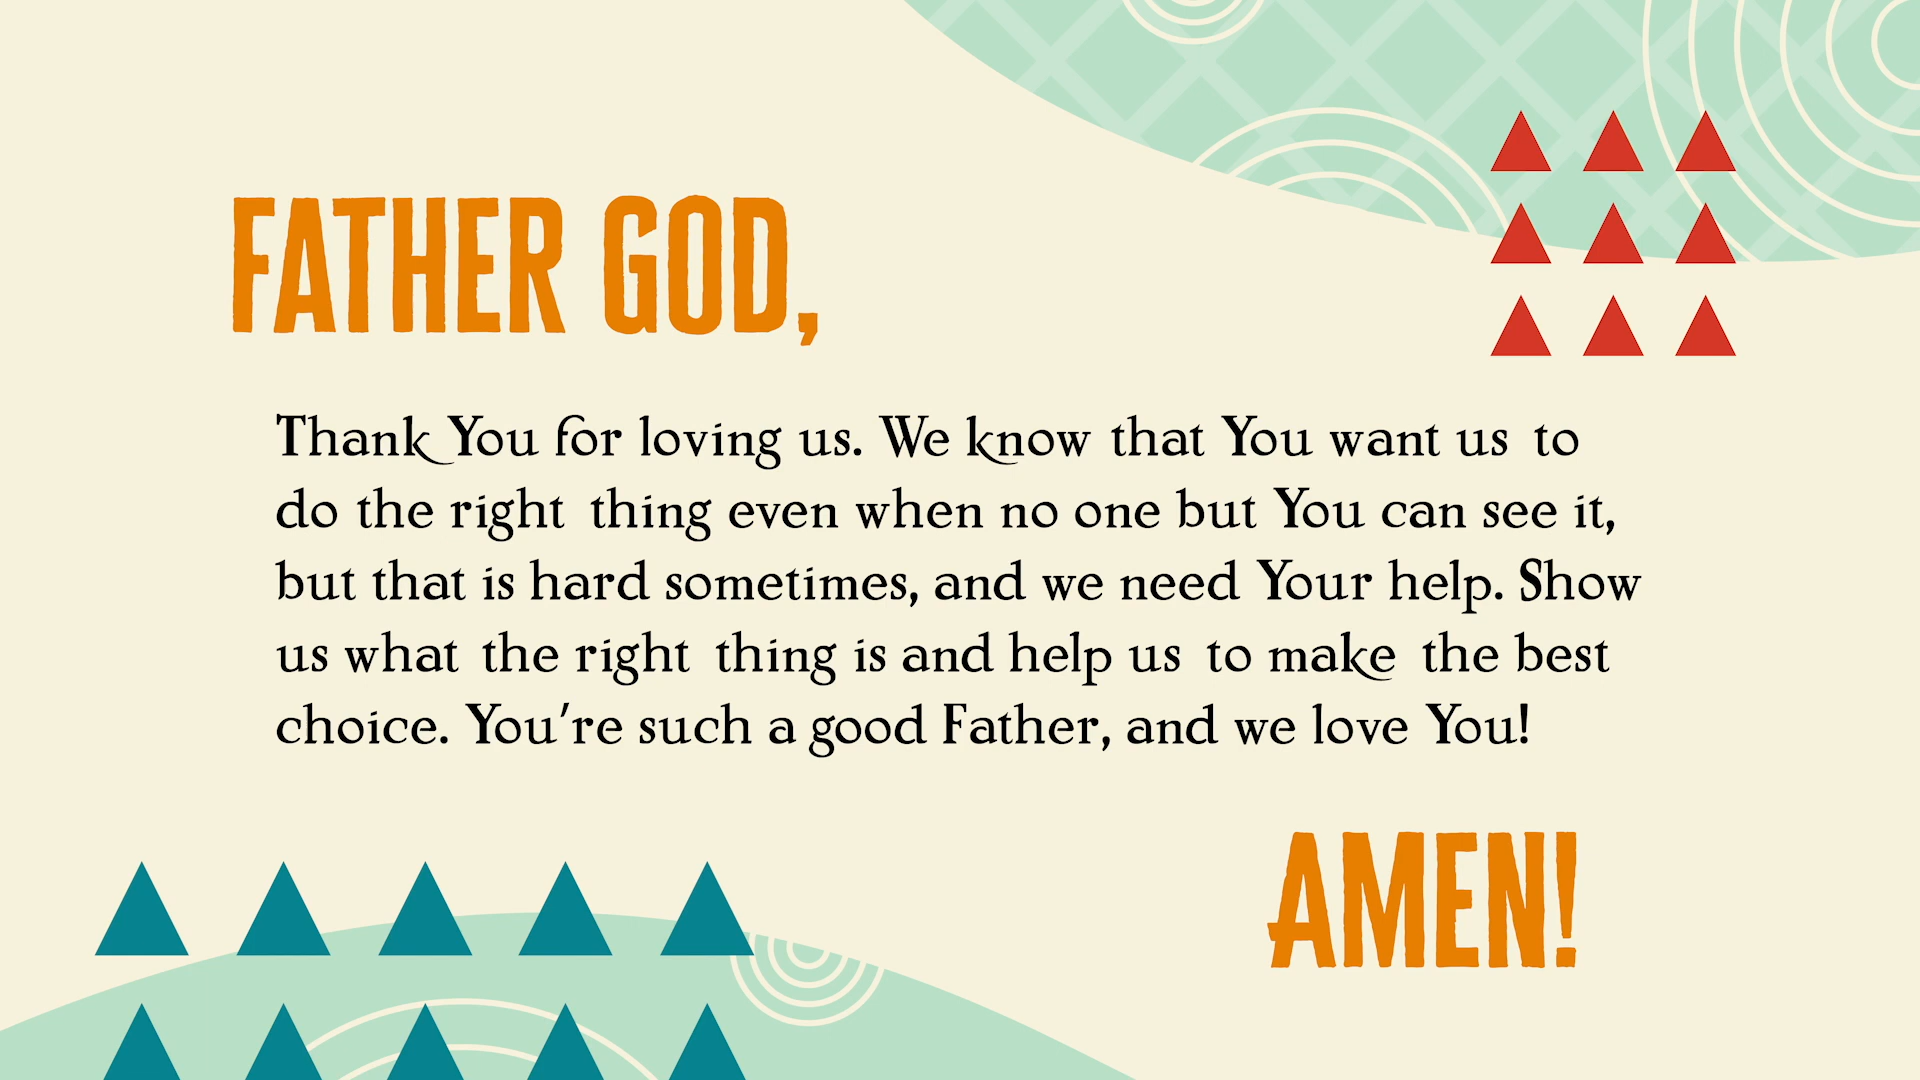 FATHER GOD,
Thank You for loving us. We know that You want us to
do the right thing even when no one but You can see it,
but that is hard sometimes, and we need Your help. Show
us what the right thing is and help us to make the best
choice. You're such a good Father, and we love You!
AMEN!